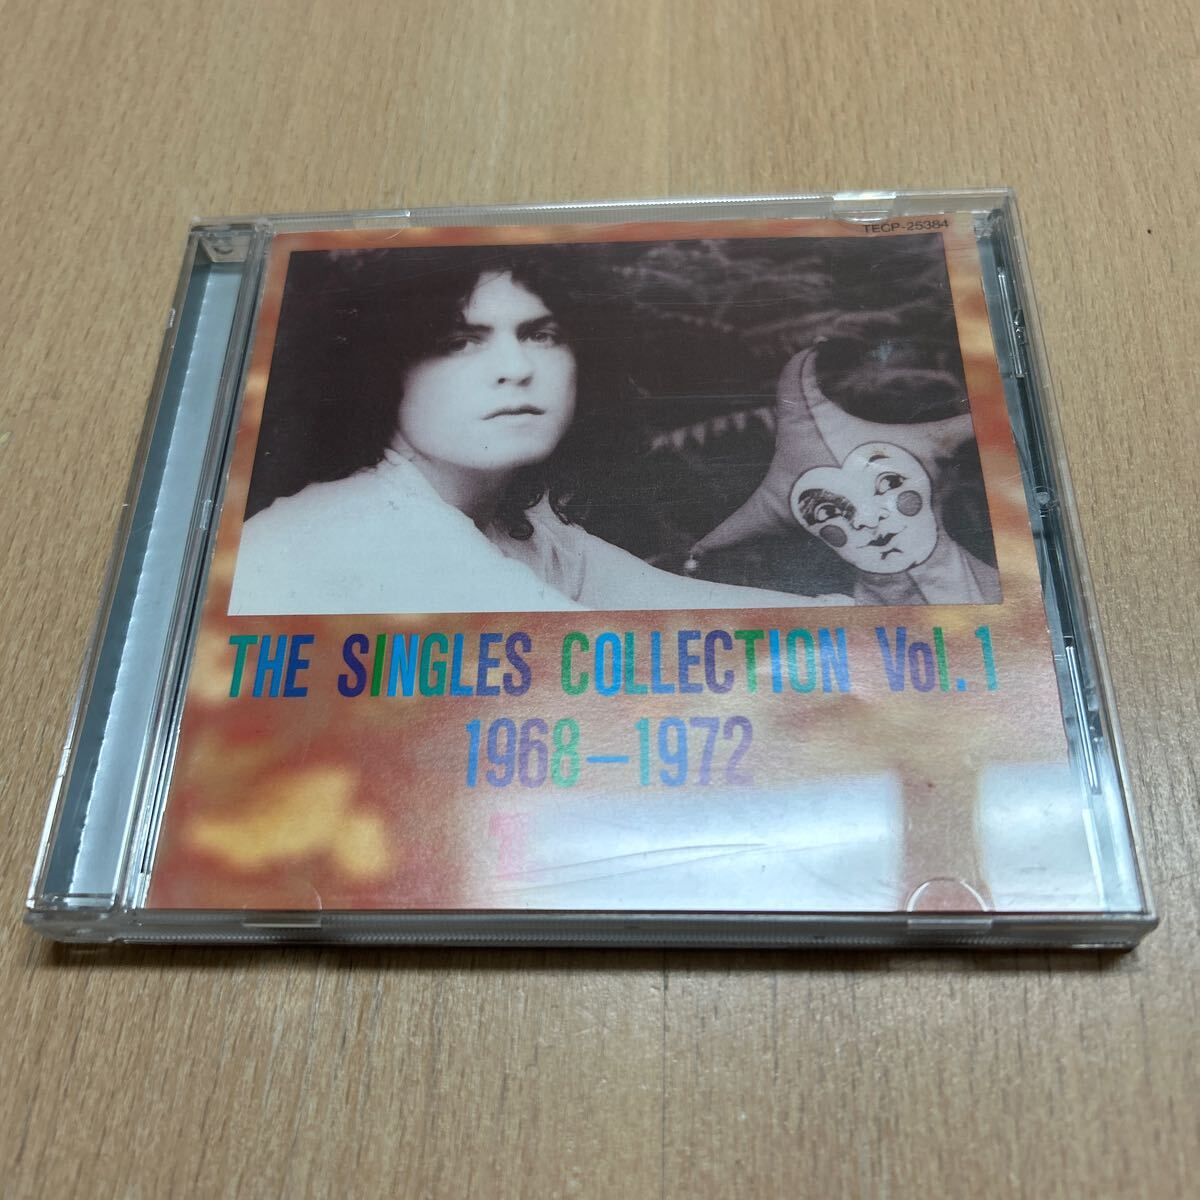 TECP-25384
THE SINGLES COLLECTION Vol. 1
1968–1972